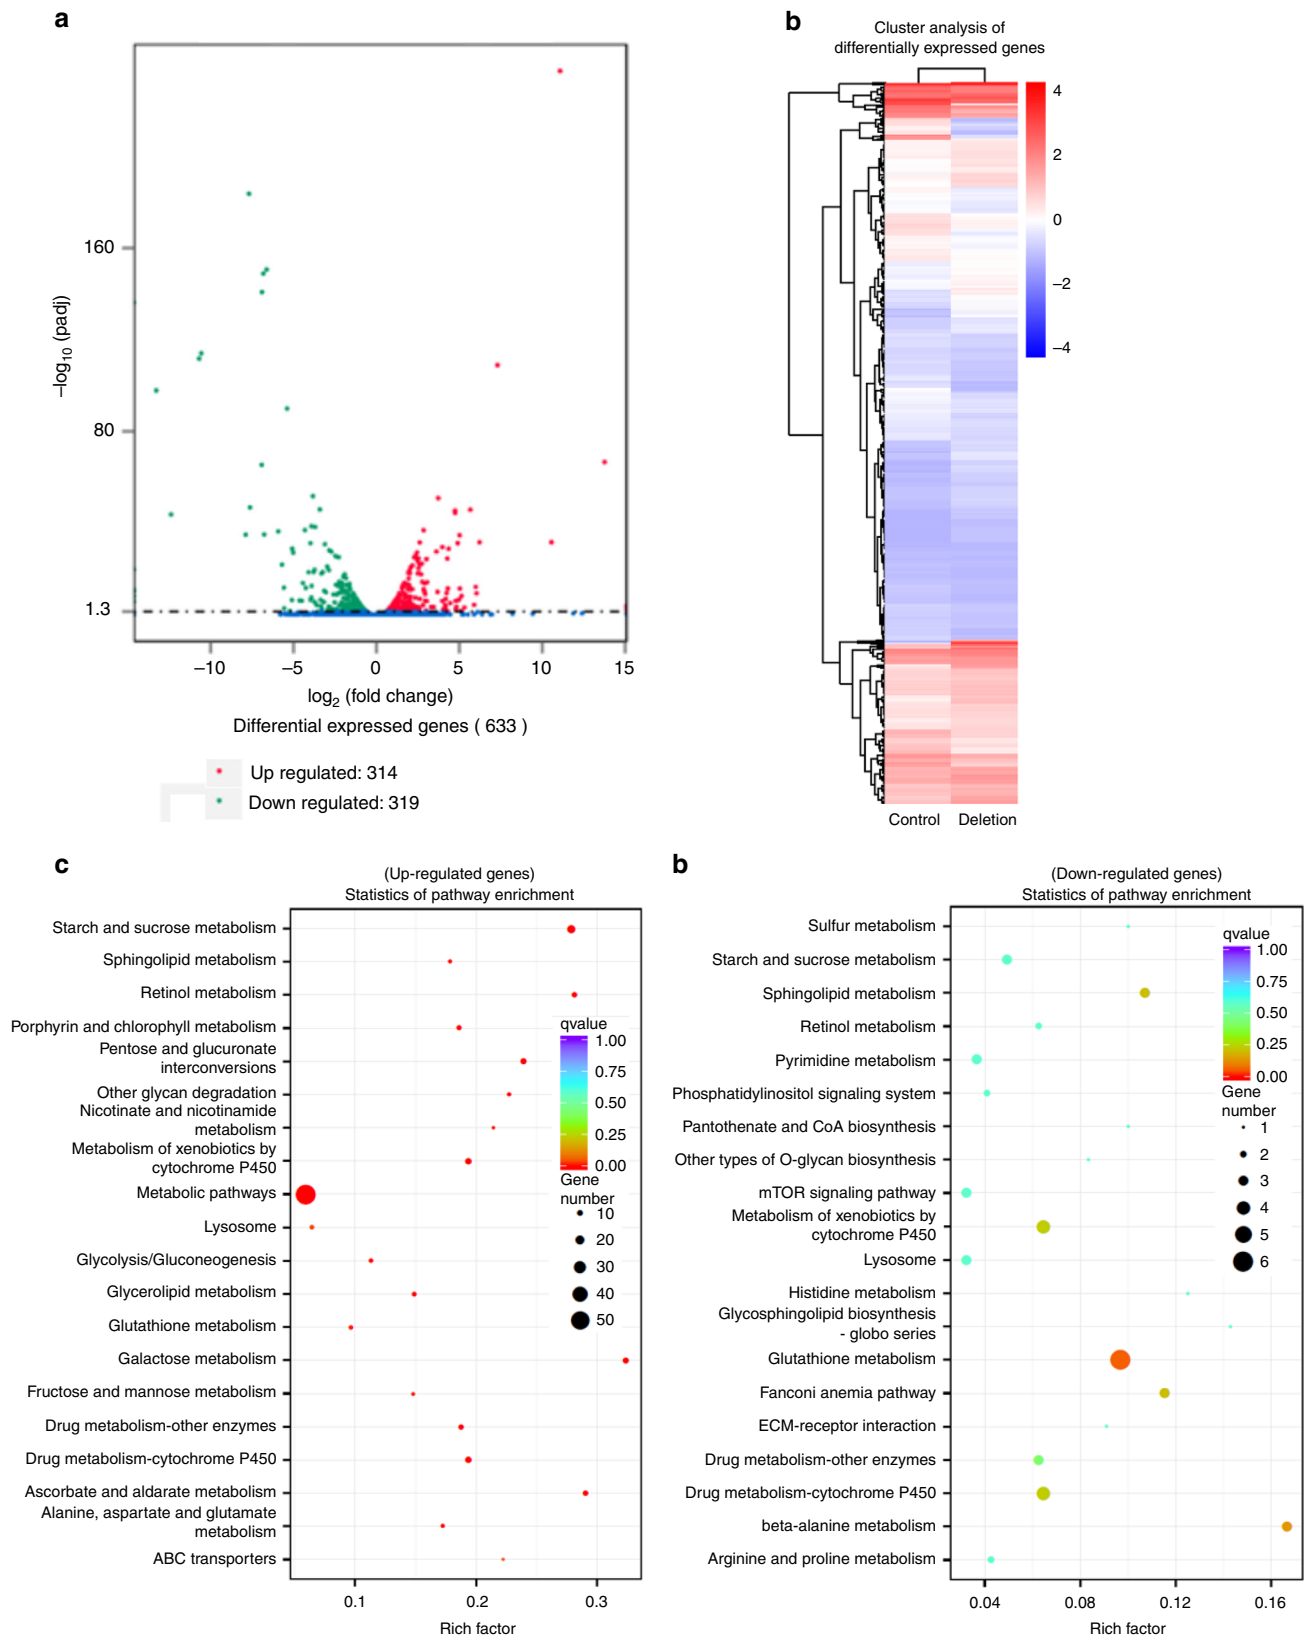 a
160
80
1.3
–log10 (padj)
–10
–5
0
5
10
15
log2 (fold change)
Differential expressed genes ( 633 )
Up regulated: 314
Down regulated: 319
b
Cluster analysis of
differentially expressed genes
4
2
0
–2
–4
Control
Deletion
c
(Up-regulated genes)
Statistics of pathway enrichment
Starch and sucrose metabolism
Sphingolipid metabolism
Retinol metabolism
Porphyrin and chlorophyll metabolism
Pentose and glucuronate
interconversions
Other glycan degradation
Nicotinate and nicotinamide
metabolism
Metabolism of xenobiotics by
cytochrome P450
Metabolic pathways
Lysosome
Glycolysis/Gluconeogenesis
Glycerolipid metabolism
Glutathione metabolism
Galactose metabolism
Fructose and mannose metabolism
Drug metabolism-other enzymes
Drug metabolism-cytochrome P450
Ascorbate and aldarate metabolism
Alanine, aspartate and glutamate
metabolism
ABC transporters
0.1
0.2
0.3
Rich factor
qvalue
1.00
0.75
0.50
0.25
0.00
Gene
number
10
20
30
40
50
b
(Down-regulated genes)
Statistics of pathway enrichment
Sulfur metabolism
Starch and sucrose metabolism
Sphingolipid metabolism
Retinol metabolism
Pyrimidine metabolism
Phosphatidylinositol signaling system
Pantothenate and CoA biosynthesis
Other types of O-glycan biosynthesis
mTOR signaling pathway
Metabolism of xenobiotics by
cytochrome P450
Lysosome
Histidine metabolism
Glycosphingolipid biosynthesis
- globo series
Glutathione metabolism
Fanconi anemia pathway
ECM-receptor interaction
Drug metabolism-other enzymes
Drug metabolism-cytochrome P450
beta-alanine metabolism
Arginine and proline metabolism
0.04
0.08
0.12
0.16
Rich factor
qvalue
1.00
0.75
0.50
0.25
0.00
Gene
number
1
2
3
4
5
6